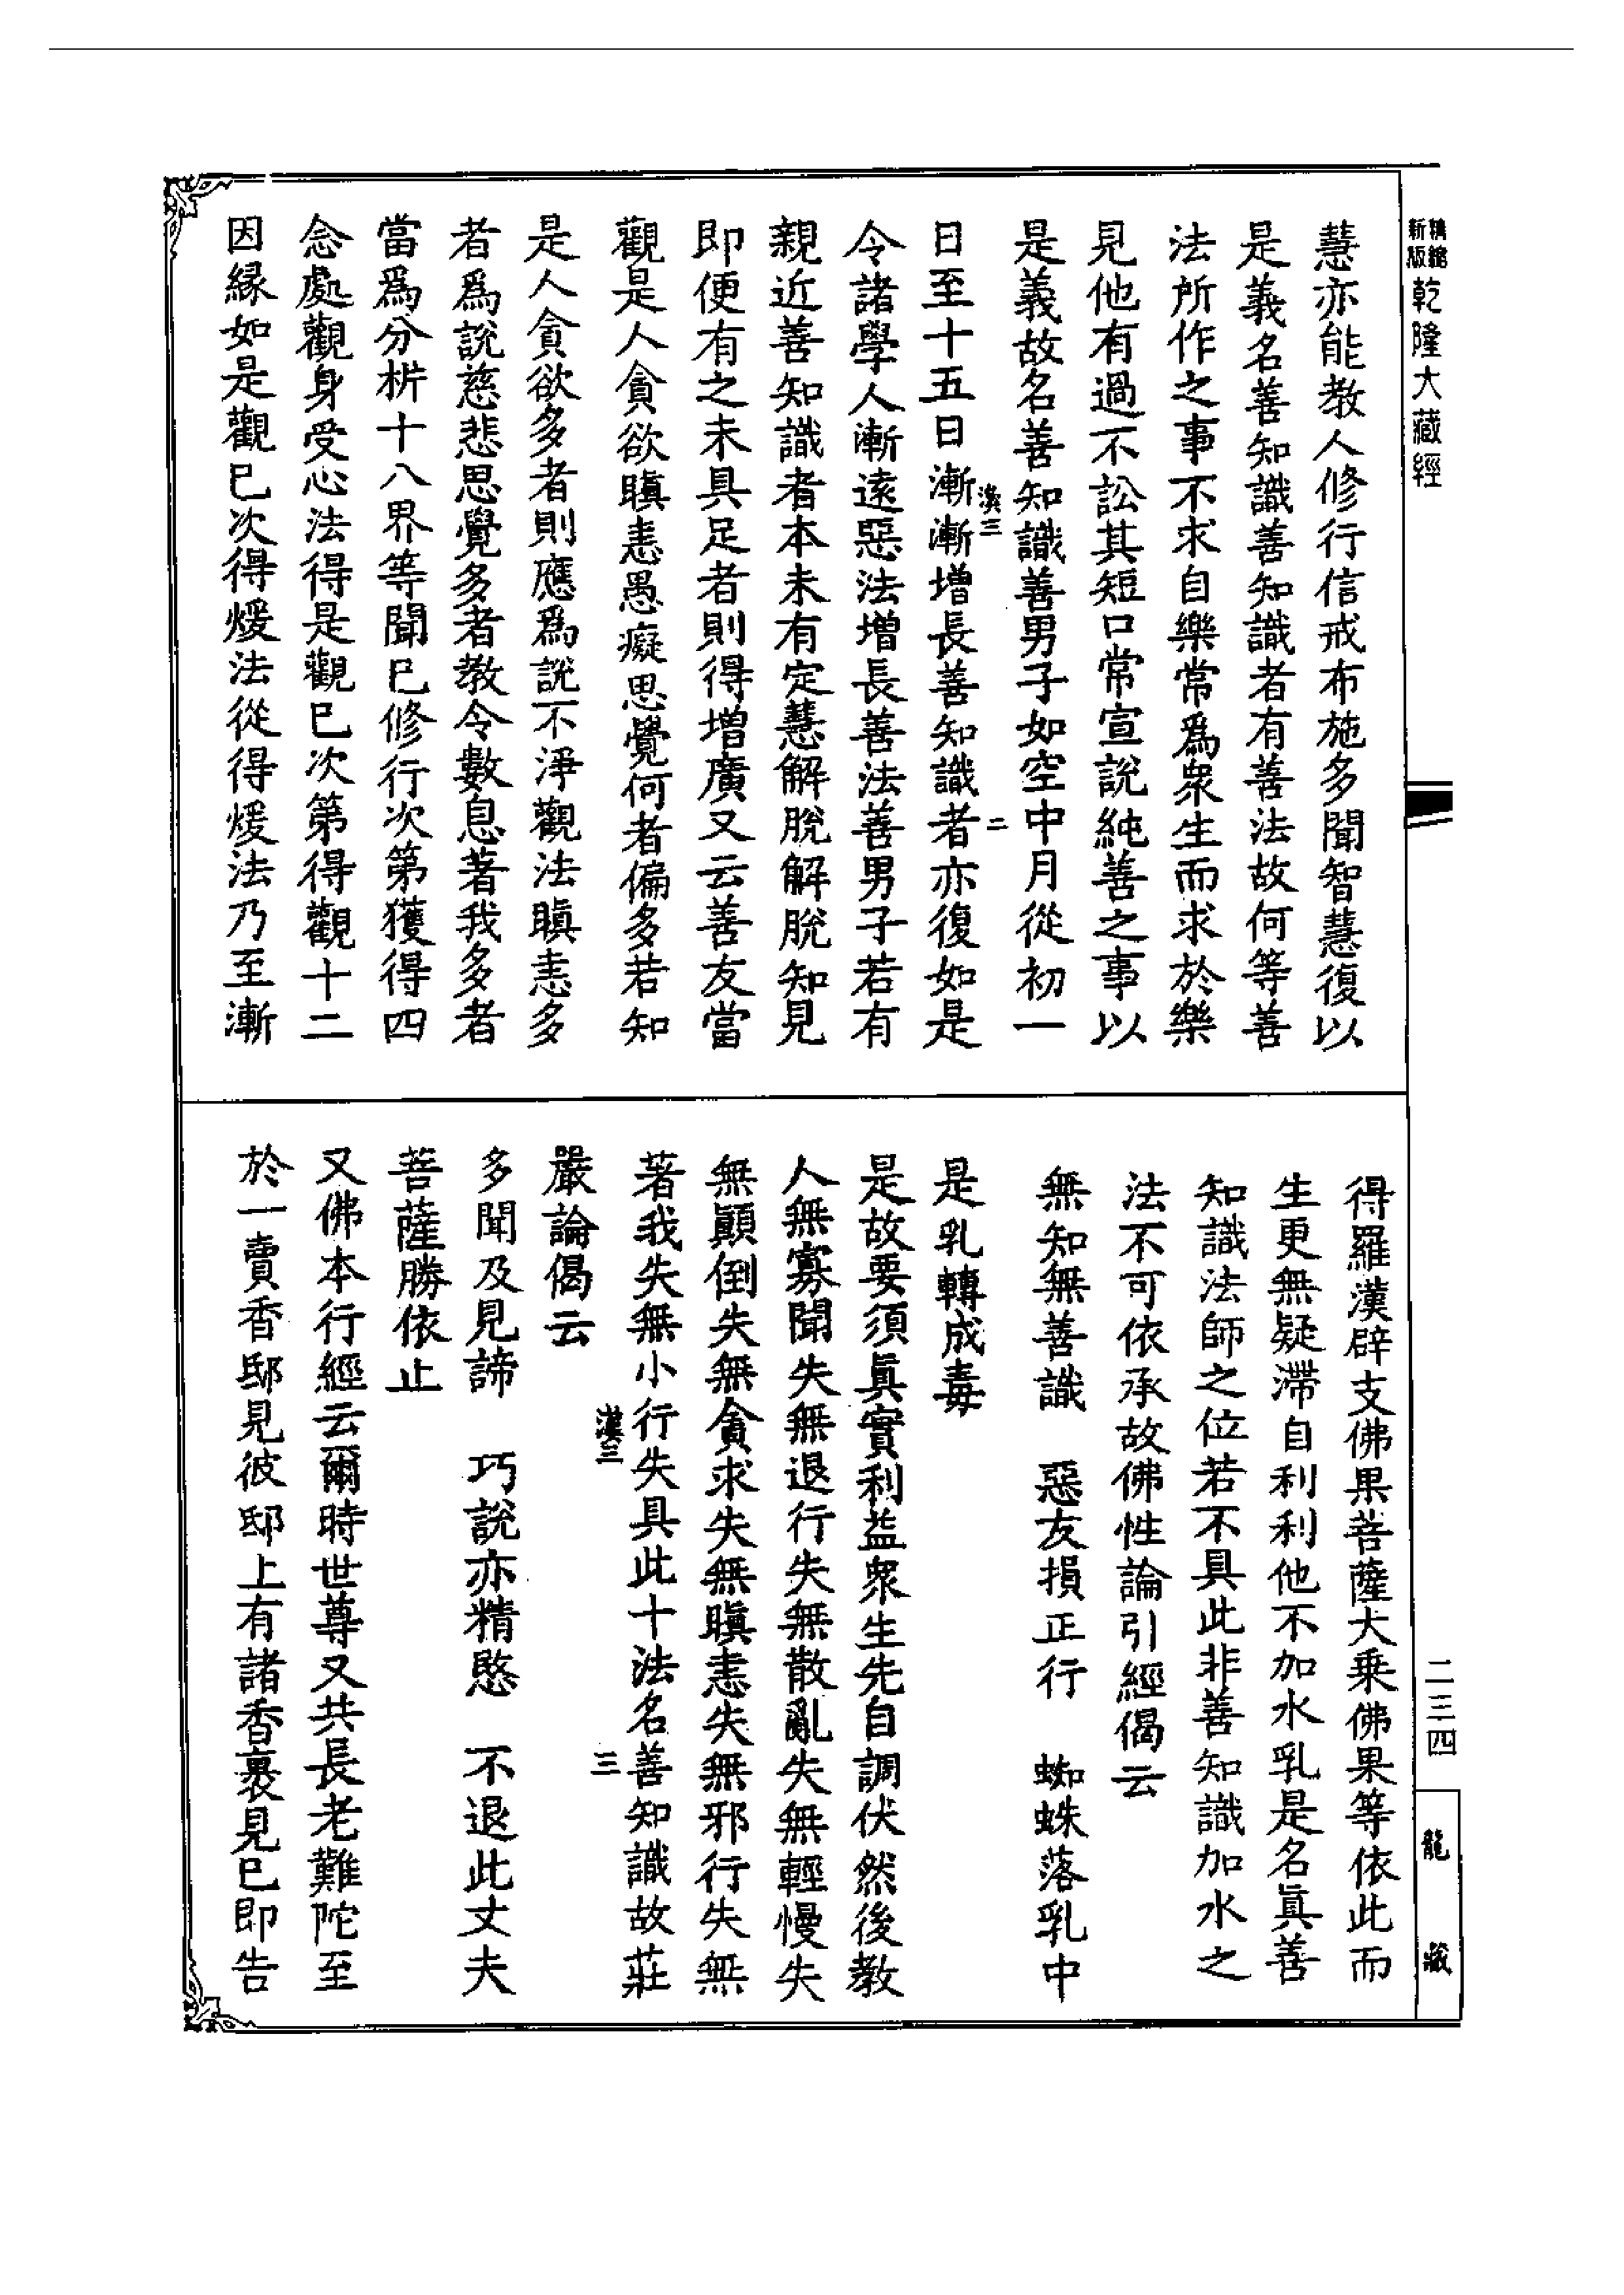 新版
乾隆大藏經
慧亦能教人修行信戒布施多聞智慧復以
是義名善知識善知識者有善法故何等善
法所作之事不求自樂常爲衆生而求於樂
見他有過不訟其短口常宣說純善之事以
是義故名善知識善男子如空中月從初一
漢三 二
日至十五日漸漸增長善知識者亦復如是
令諸學人漸遠惡法增長善法善男子若有
親近善知識者本未有定慧解脫解脫知見
即便有之未具足者則得增廣又云善友當
觀是人貪欲瞋恚愚癡思覺何者偏多若知
是人貪欲多者則應爲說不淨觀法瞋恚多
者爲說慈悲思覺多者教令數息著我多者
當爲分析十八界等聞已修行次第獲得四
念處觀身受心法得是觀已次第得觀十二
因緣如是觀已次得煖法從得煖法乃至漸
得羅漢辟支佛果菩薩大乘佛果等依此而
生更無疑滯自利利他不加水乳是名眞善
知識法師之位若不具此非善知識加水之
法不可依承故佛性論引經偈云
無知無善識 惡友損正行 蜘蛛落乳中
是乳轉成毒
是故要須眞實利益衆生先自調伏然後教
人無寡聞失無退行失無散亂失無輕慢失
無顚倒失無貪求失無瞋恚失無邪行失無
著我失無小行失具此十法名善知識故莊
漢三 三
嚴論偈云
多聞及見諦 巧說亦精愍 不退此丈夫
菩薩勝依止
又佛本行經云爾時世尊又共長老難陀至
於一賣香邸見彼邸上有諸香裹見已即告
二三四
龍藏